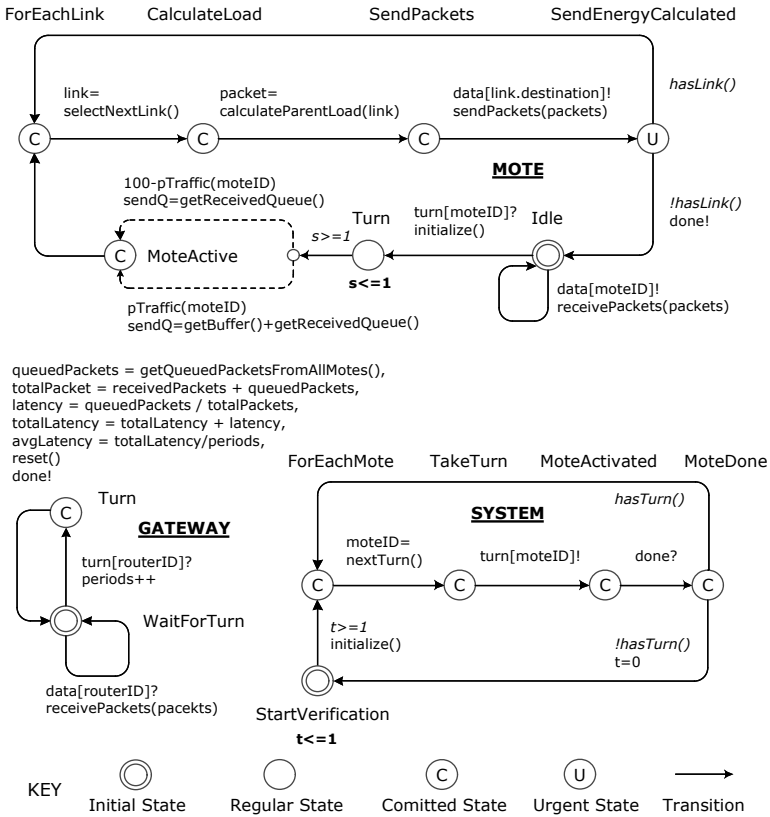 ForEachLink CalculateLoad SendPackets SendEnergyCalculated
link=
selectNextLink()
packet=
calculateParentLoad(link)
data[link.destination]!
sendPackets(packets)
hasLink()
C C C U
MOTE
100-pTraffic(moteID)
sendQ=getReceivedQueue()
Turn
turn[moteID]?
initialize()
Idle
!hasLink()
done!
s>=1
C MoteActive
s<=1
data[moteID]!
receivePackets(packets)
pTraffic(moteID)
sendQ=getBuffer()+getReceivedQueue()
queuedPackets = getQueuedPacketsFromAllMotes(),
totalPacket = receivedPackets + queuedPackets,
latency = queuedPackets / totalPackets,
totalLatency = totalLatency + latency,
avgLatency = totalLatency/periods,
reset()
done!
C Turn
GATEWAY
turn[routerID]?
periods++
WaitForTurn
data[routerID]?
receivePackets(pacekts)
ForEachMote TakeTurn MoteActivated MoteDone
hasTurn()
SYSTEM
moteID=
nextTurn()
turn[moteID]!
done?
C C C C
t>=1
initialize()
!hasTurn()
t=0
StartVerification
t<=1
KEY
C U
Initial State Regular State Comitted State Urgent State Transition